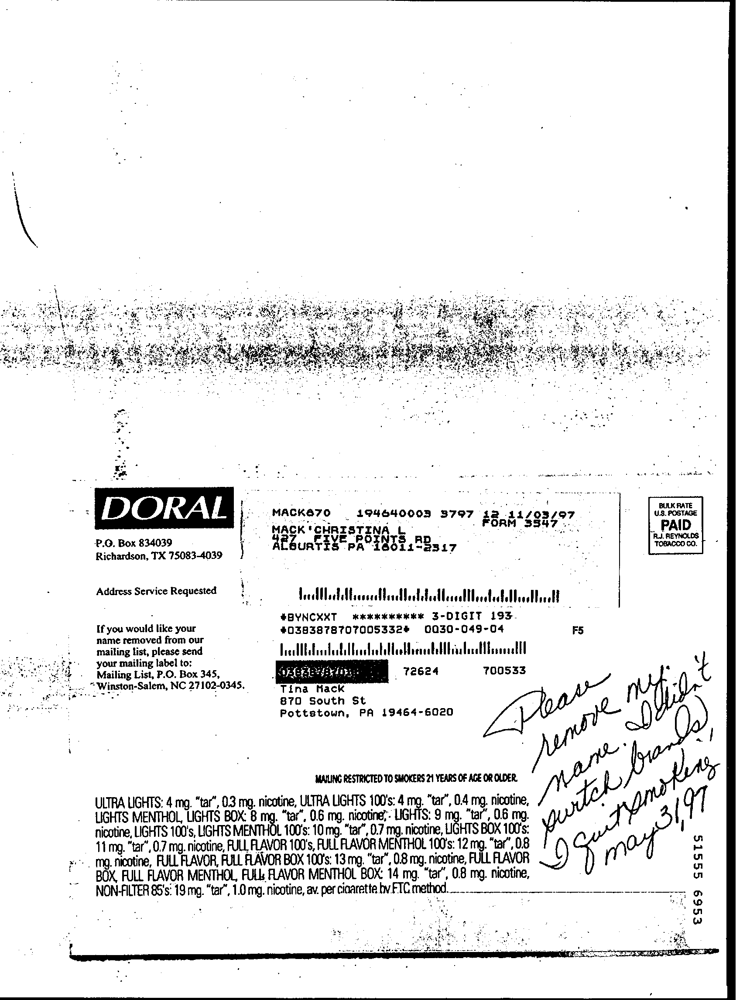 DORAL
P.O. Box 834039
Richardson, TX 75083-4039
Address Service Requested
If you would like your
name removed from our
mailing list, please send
your mailing label to:
Mailing List, P.O. Box 345,
Winston-Salem, NC 27102-0345.
MACK870 194640003 3797 12 11/03/97
FORM 3547
MACK'CHRISTINA L
427 FIVE POINTS RD
ALBURTIS PA 18011-2317
BULK RATE
U.S. POSTAGE
PAID
R.J. REYNOLDS
TOBACCO CO.
*BYNCXXT ********** 3-DIGIT 193
*0383878707005332* 0030-049-04
F5
72624 700533
Tina Mack
870 South St
Pottstown, PA 19464-6020
Please
remove my
name. I didn't
switch brands
I quit smoking
may 31, 97
MAILING RESTRICTED TO SMOKERS 21 YEARS OF AGE OR OLDER.
ULTRA LIGHTS: 4 mg. "tar", 0.3 mg. nicotine, ULTRA LIGHTS 100's: 4 mg. "tar", 0.4 mg. nicotine,
LIGHTS MENTHOL, LIGHTS BOX: 8 mg. "tar", 0.6 mg. nicotine, LIGHTS: 9 mg. "tar", 0.6 mg.
nicotine, LIGHTS 100's, LIGHTS MENTHOL 100's: 10 mg. "tar", 0.7 mg. nicotine, LIGHTS BOX 100's:
11 mg. "tar", 0.7 mg. nicotine, FULL FLAVOR 100's, FULL FLAVOR MENTHOL 100's: 12 mg. "tar", 0.8
mg. nicotine, FULL FLAVOR, FULL FLAVOR BOX 100's: 13 mg. "tar", 0.8 mg. nicotine, FULL FLAVOR
BOX, FULL FLAVOR MENTHOL, FULL FLAVOR MENTHOL BOX: 14 mg. "tar", 0.8 mg. nicotine,
NON-FILTER 85's: 19 mg. "tar", 1.0 mg. nicotine, av. per cigarette by FTC method.
51555 6953